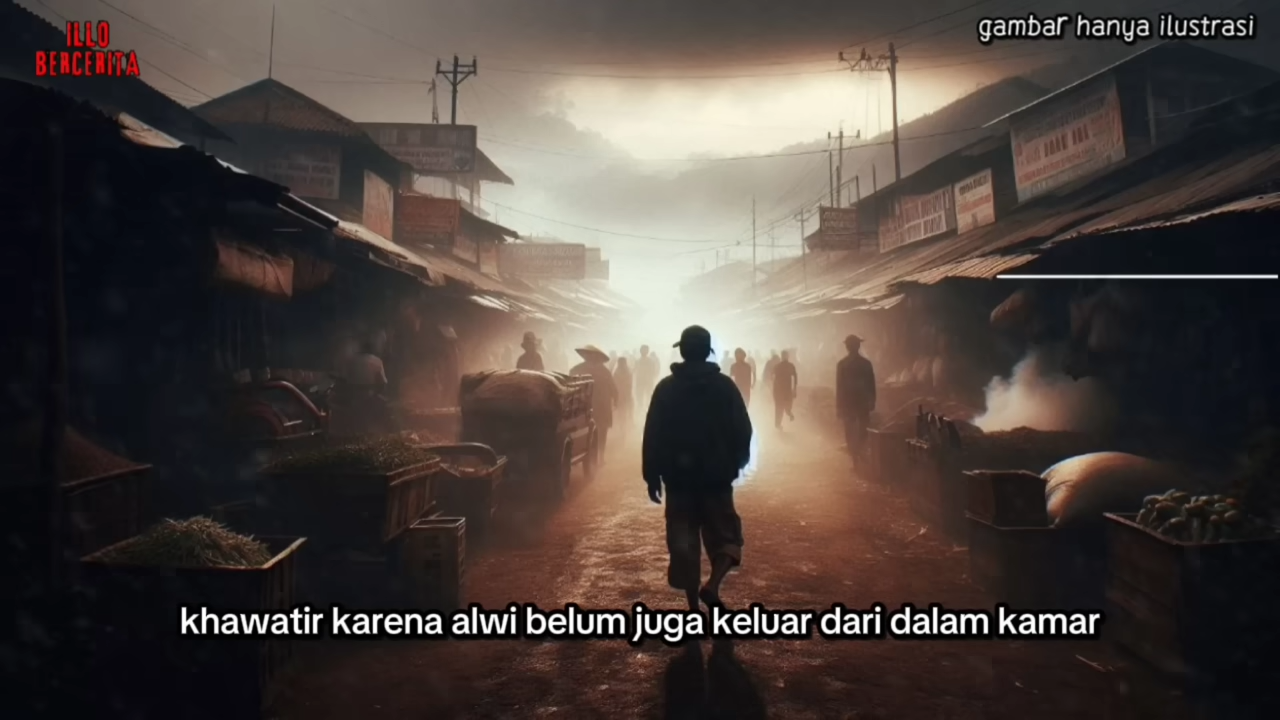 ILLO
BERCERITA
gambar hanya ilustrasi
khawatir karena alwi belum juga keluar dari dalam kamar